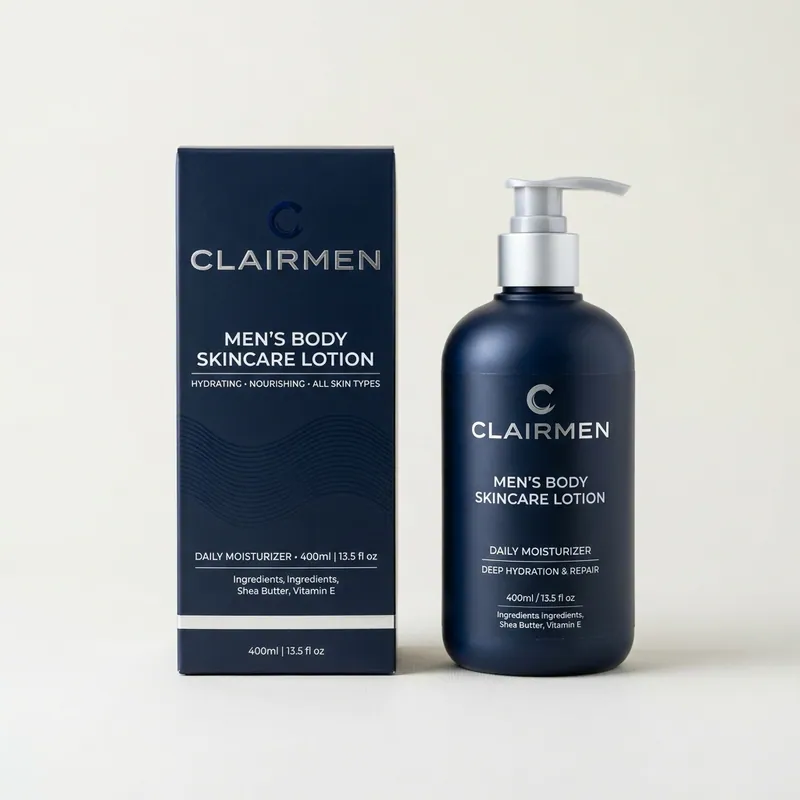 CLAIRMEN
MEN'S BODY
SKINCARE LOTION
HYDRATING • NOURISHING • ALL SKIN TYPES
DAILY MOISTURIZER • 400ml | 13.5 fl oz
Ingredients, Ingredients,
Shea Butter, Vitamin E
400ml | 13.5 fl oz
C
CLAIRMEN
MEN'S BODY
SKINCARE LOTION
DAILY MOISTURIZER
DEEP HYDRATION & REPAIR
400ml / 13.5 fl oz
Ingredients ingredients,
Shea Butter, Vitamin E